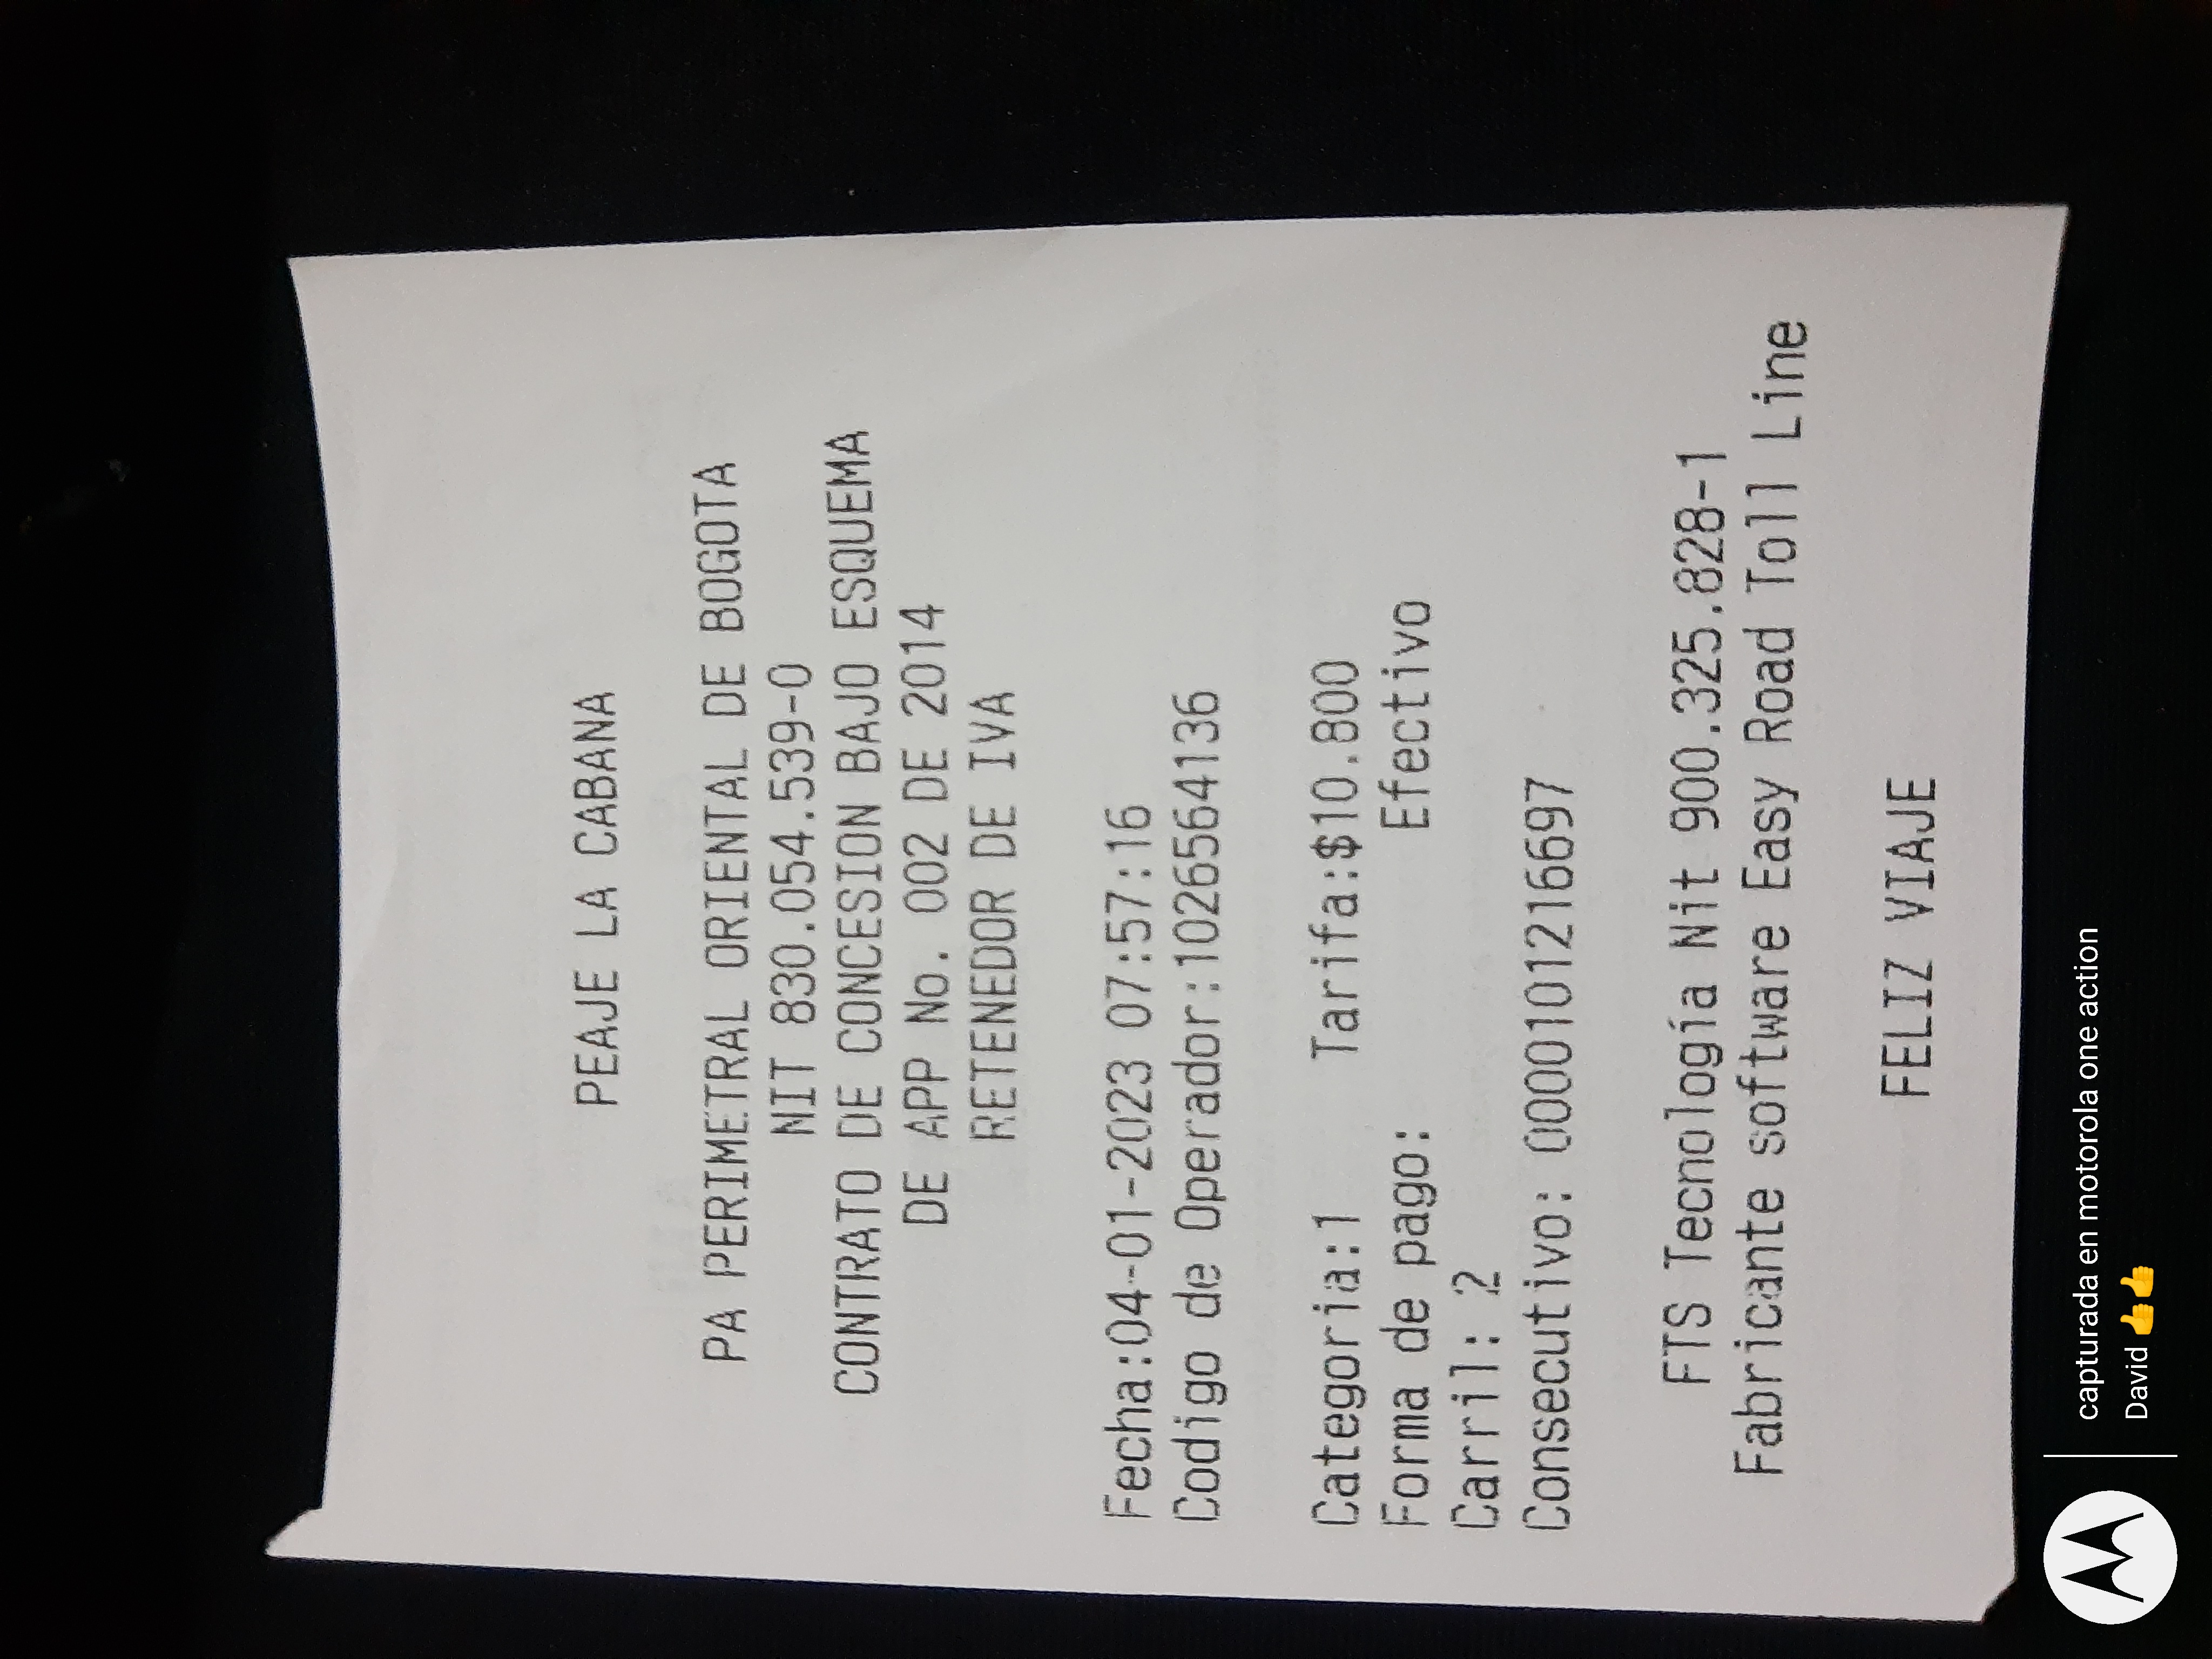 PEAJE LA CABANA
PA PERIMETRAL ORIENTAL DE BOGOTA
NIT 830.054.539-0
CONTRATO DE CONCESION BAJO ESQUEMA
DE APP No. 002 DE 2014
RETENEDOR DE IVA
Fecha:04-01-2023 07:57:16
Codigo de Operador:1026564136
Categoria:1 Tarifa:$10.800
Forma de pago: Efectivo
Carril: 2
Consecutivo: 0000101216697
FTS Tecnología Nit 900.325.828-1
Fabricante software Easy Road Toll Line
FELIZ VIAJE
capturada en motorola one action
David 👍👍